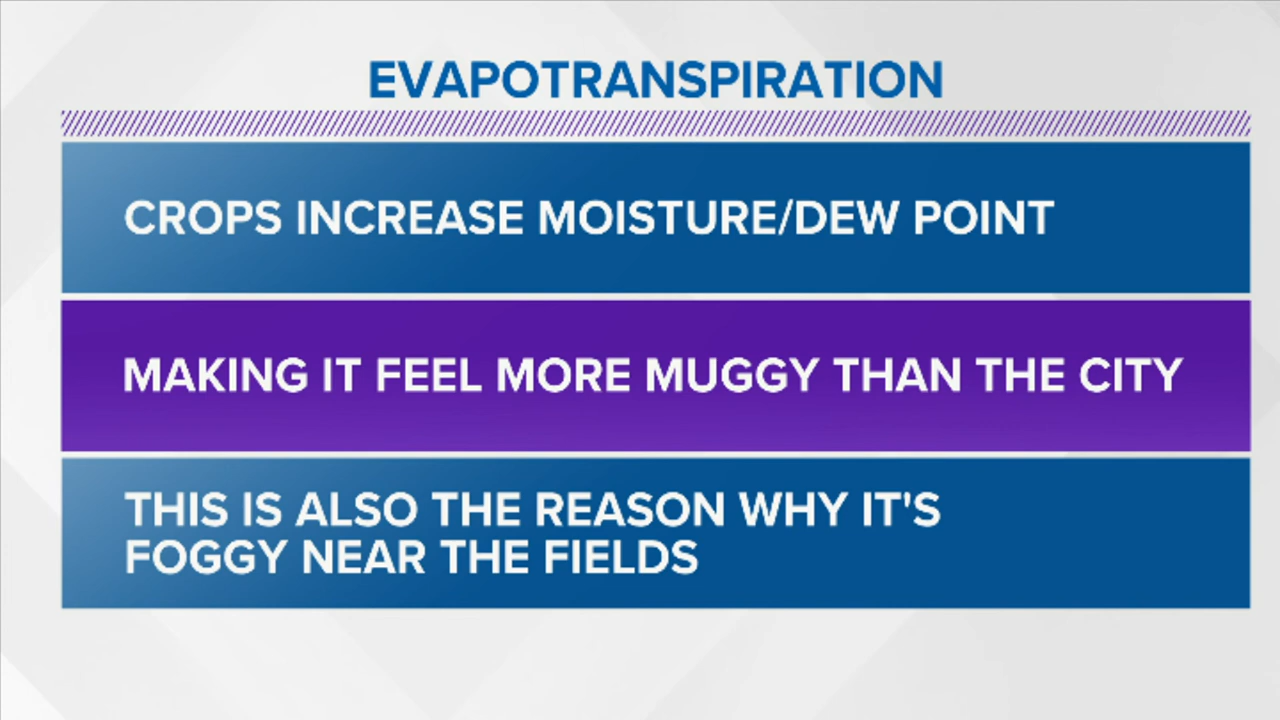 EVAPOTRANSPIRATION
CROPS INCREASE MOISTURE/DEW POINT
MAKING IT FEEL MORE MUGGY THAN THE CITY
THIS IS ALSO THE REASON WHY IT'S
FOGGY NEAR THE FIELDS